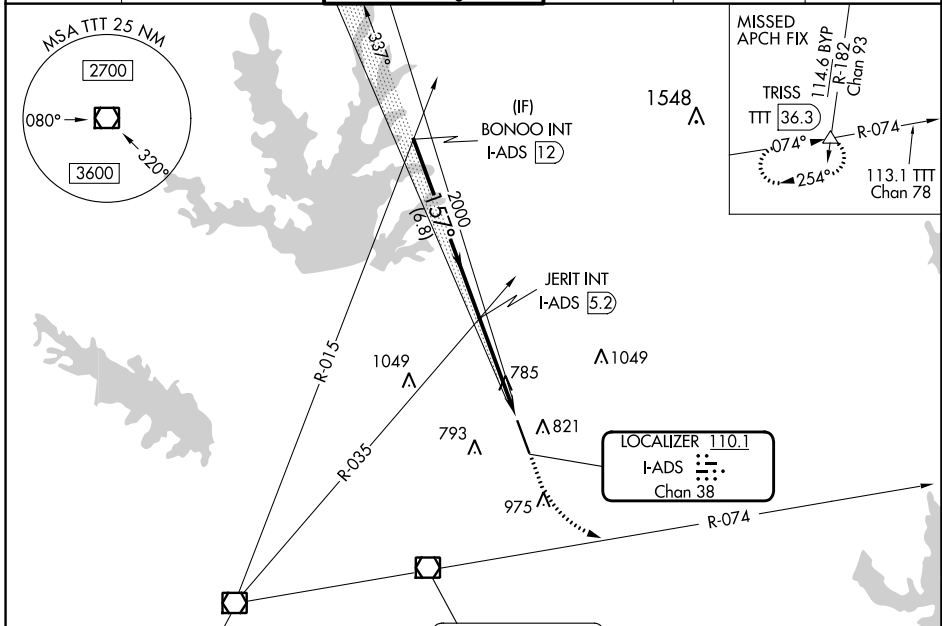 MSA TTT 25 NM
2700
080°
320°
3600
337°
(IF)
BONOO INT
I-ADS 12
1548
MISSED
APCH FIX
114.6 BYP
R-182
Chan 93
TRISS
TTT 36.3
074°
R-074
254°
113.1 TTT
Chan 78
2000
157°
(6.8)
JERIT INT
I-ADS 5.2
R-015
1049
785
1049
R-035
793
821
LOCALIZER 110.1
I-ADS
Chan 38
975
R-074